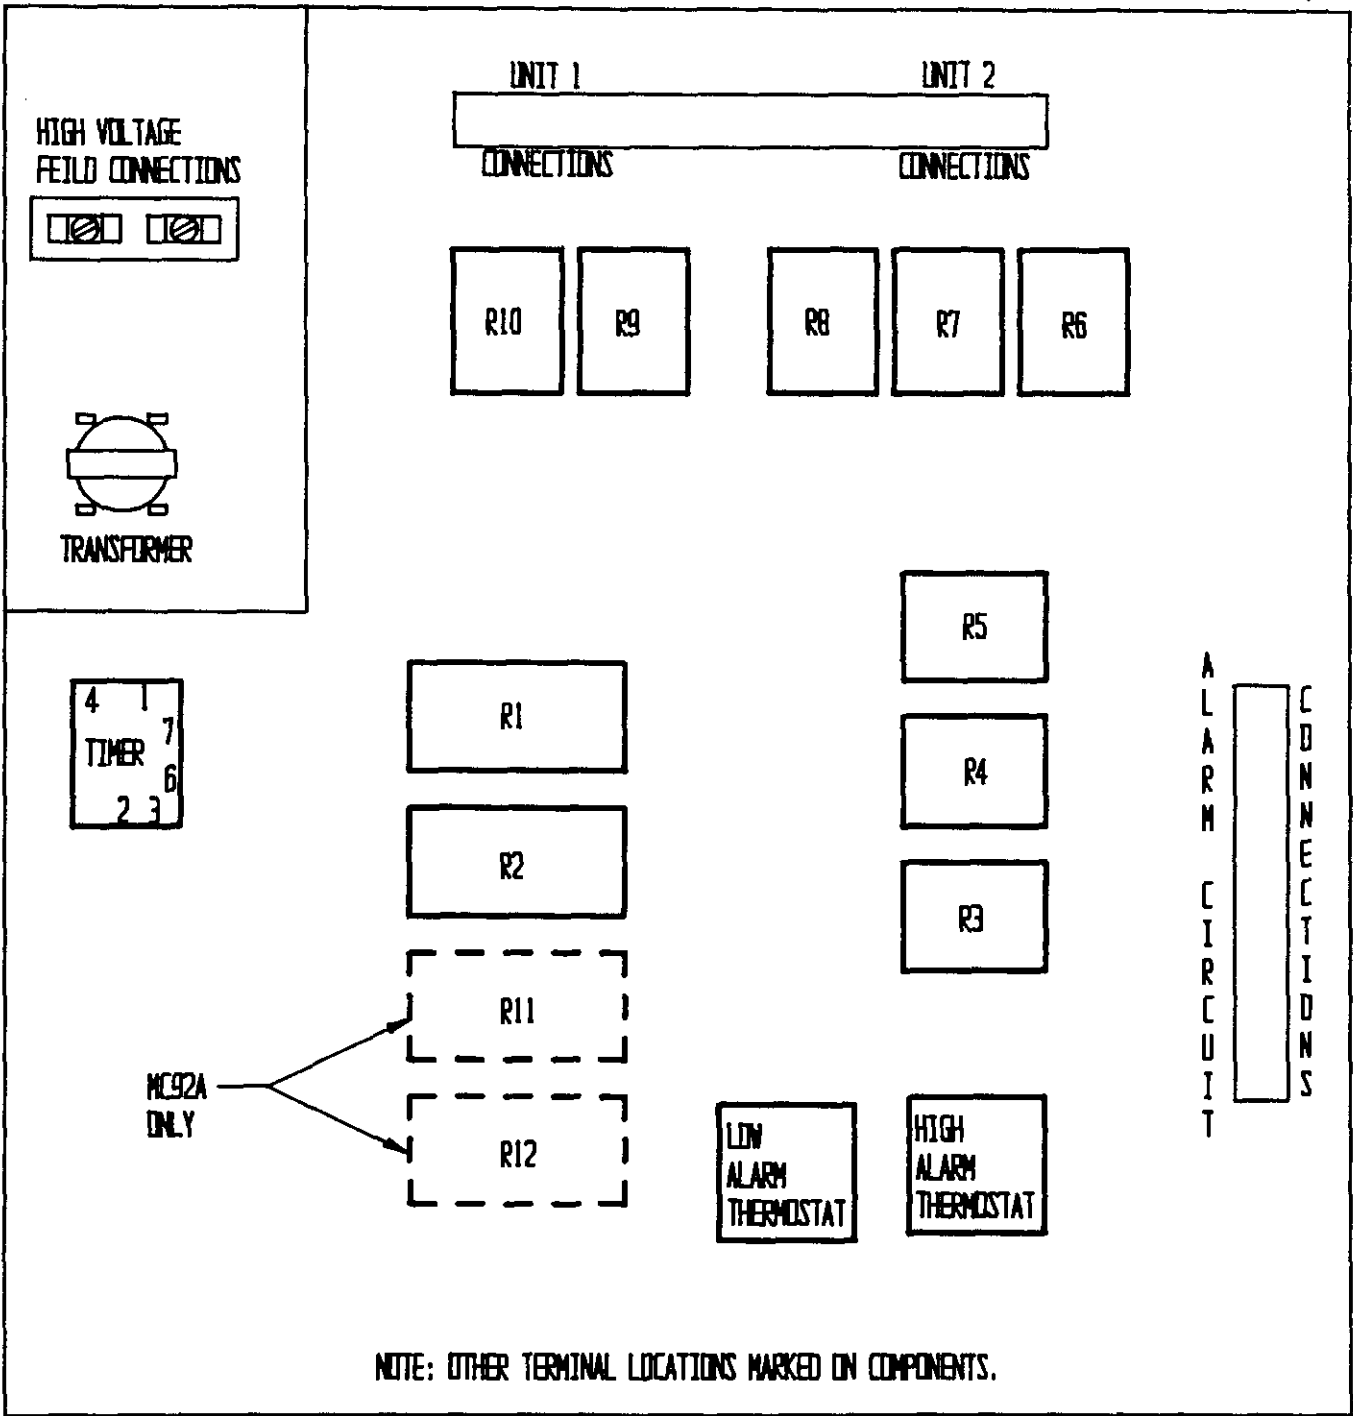 UNIT 1
UNIT 2
CONNECTIONS
CONNECTIONS
HIGH VOLTAGE
FEILD CONNECTIONS
R10
R9
R8
R7
R6
TRANSFORMER
R5
R4
R3
4 1
7
TIMER
6
2 3
R1
R2
R11
R12
MC92A
ONLY
LOW
ALARM
THERMOSTAT
HIGH
ALARM
THERMOSTAT
ALARM CIRCUIT
CONNECTIONS
NOTE: OTHER TERMINAL LOCATIONS MARKED ON COMPONENTS.